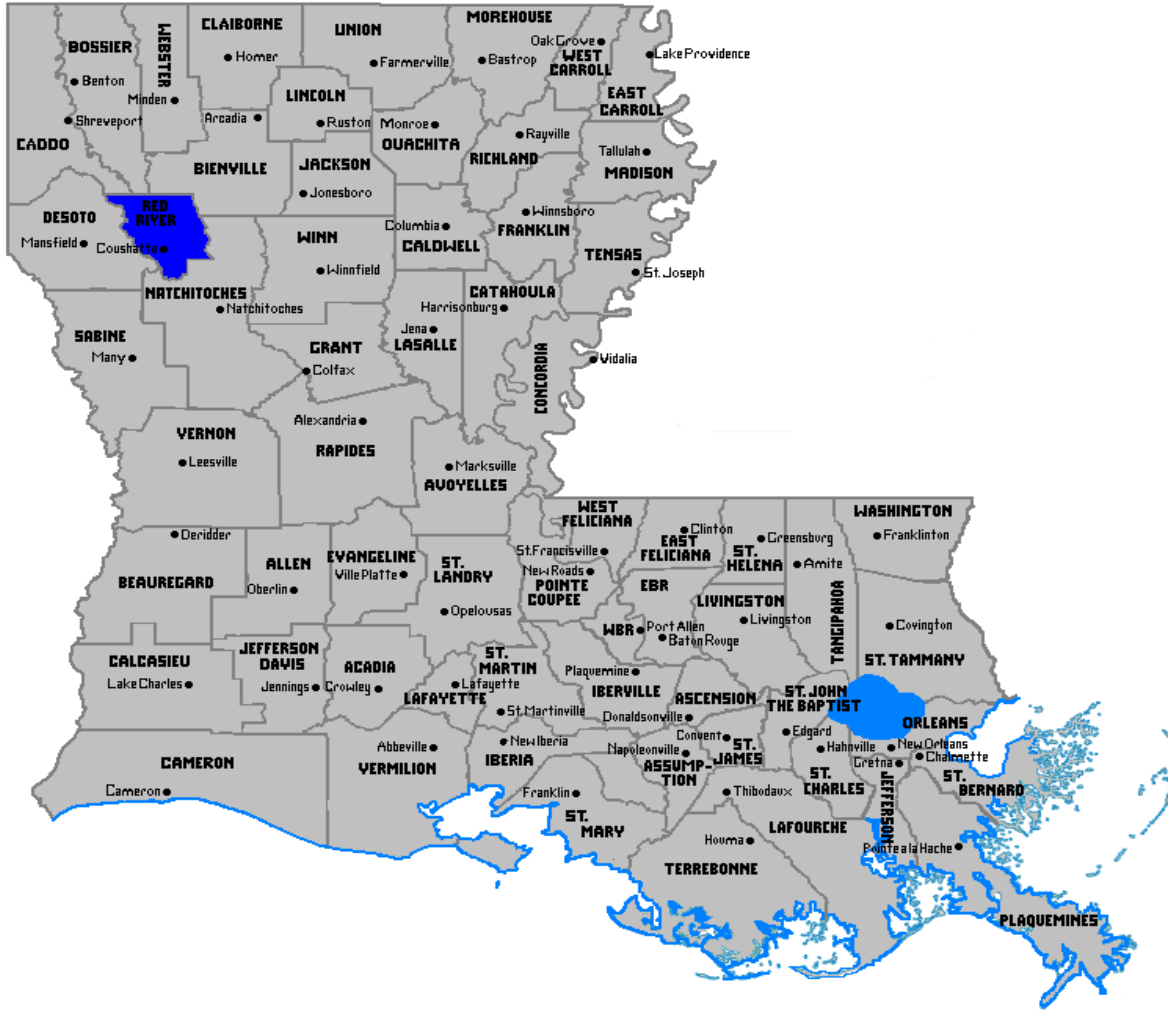 MOREHOUSE
CLAIBORNE
UNION
BOSSIER
WEBSTER
Oak Grove
WEST
CARROLL
Lake Providence
Homer
Farmerville
Bastrop
Benton
Minden
LINCOLN
EAST
CARROLL
Shreveport
Arcadia
Ruston
Monroe
OUACHITA
Rayville
RICHLAND
CADDO
BIENVILLE
JACKSON
Jonesboro
Tallulah
MADISON
RED
RIVER
DESOTO
Mansfield
Coushatta
WINN
Columbia
CALDWELL
Winnsboro
FRANKLIN
TENSAS
St. Joseph
Winnfield
NATCHITOCHES
Natchitoches
CATAHOULA
Harrisonburg
SABINE
Many
GRANT
Colfax
Jena
LASALLE
CONCORDIA
Vidalia
VERNON
Leesville
Alexandria
RAPIDES
Marksville
AVOYELLES
Deridder
BEAUREGARD
ALLEN
Oberlin
EVANGELINE
Ville Platte
ST.
LANDRY
Opelousas
WEST
FELICIANA
St. Francisville
New Roads
POINTE
COUPEE
EAST
FELICIANA
Clinton
ST.
HELENA
Greensburg
Amite
TANGIPAHOA
WASHINGTON
Franklinton
EBR
LIVINGSTON
Livingston
WBR
Port Allen
Baton Rouge
Covington
ST. TAMMANY
CALCASIEU
Lake Charles
JEFFERSON
DAVIS
Jennings
ACADIA
Crowley
LAFAYETTE
Lafayette
ST.
MARTIN
St. Martinville
Plaquemine
IBERVILLE
ASCENSION
Donaldsonville
ST. JOHN
THE BAPTIST
Edgard
ORLEANS
New Orleans
CAMERON
Cameron
Abbeville
VERMILION
New Iberia
IBERIA
Convent
ST.
JAMES
Napoleonville
ASSUMP-
TION
Hahnville
ST.
CHARLES
Gretna
Chalmette
ST.
BERNARD
JEFFERSON
Franklin
ST.
MARY
Thibodaux
LAFOURCHE
Houma
TERREBONNE
Pointe a la Hache
PLAQUEMINES